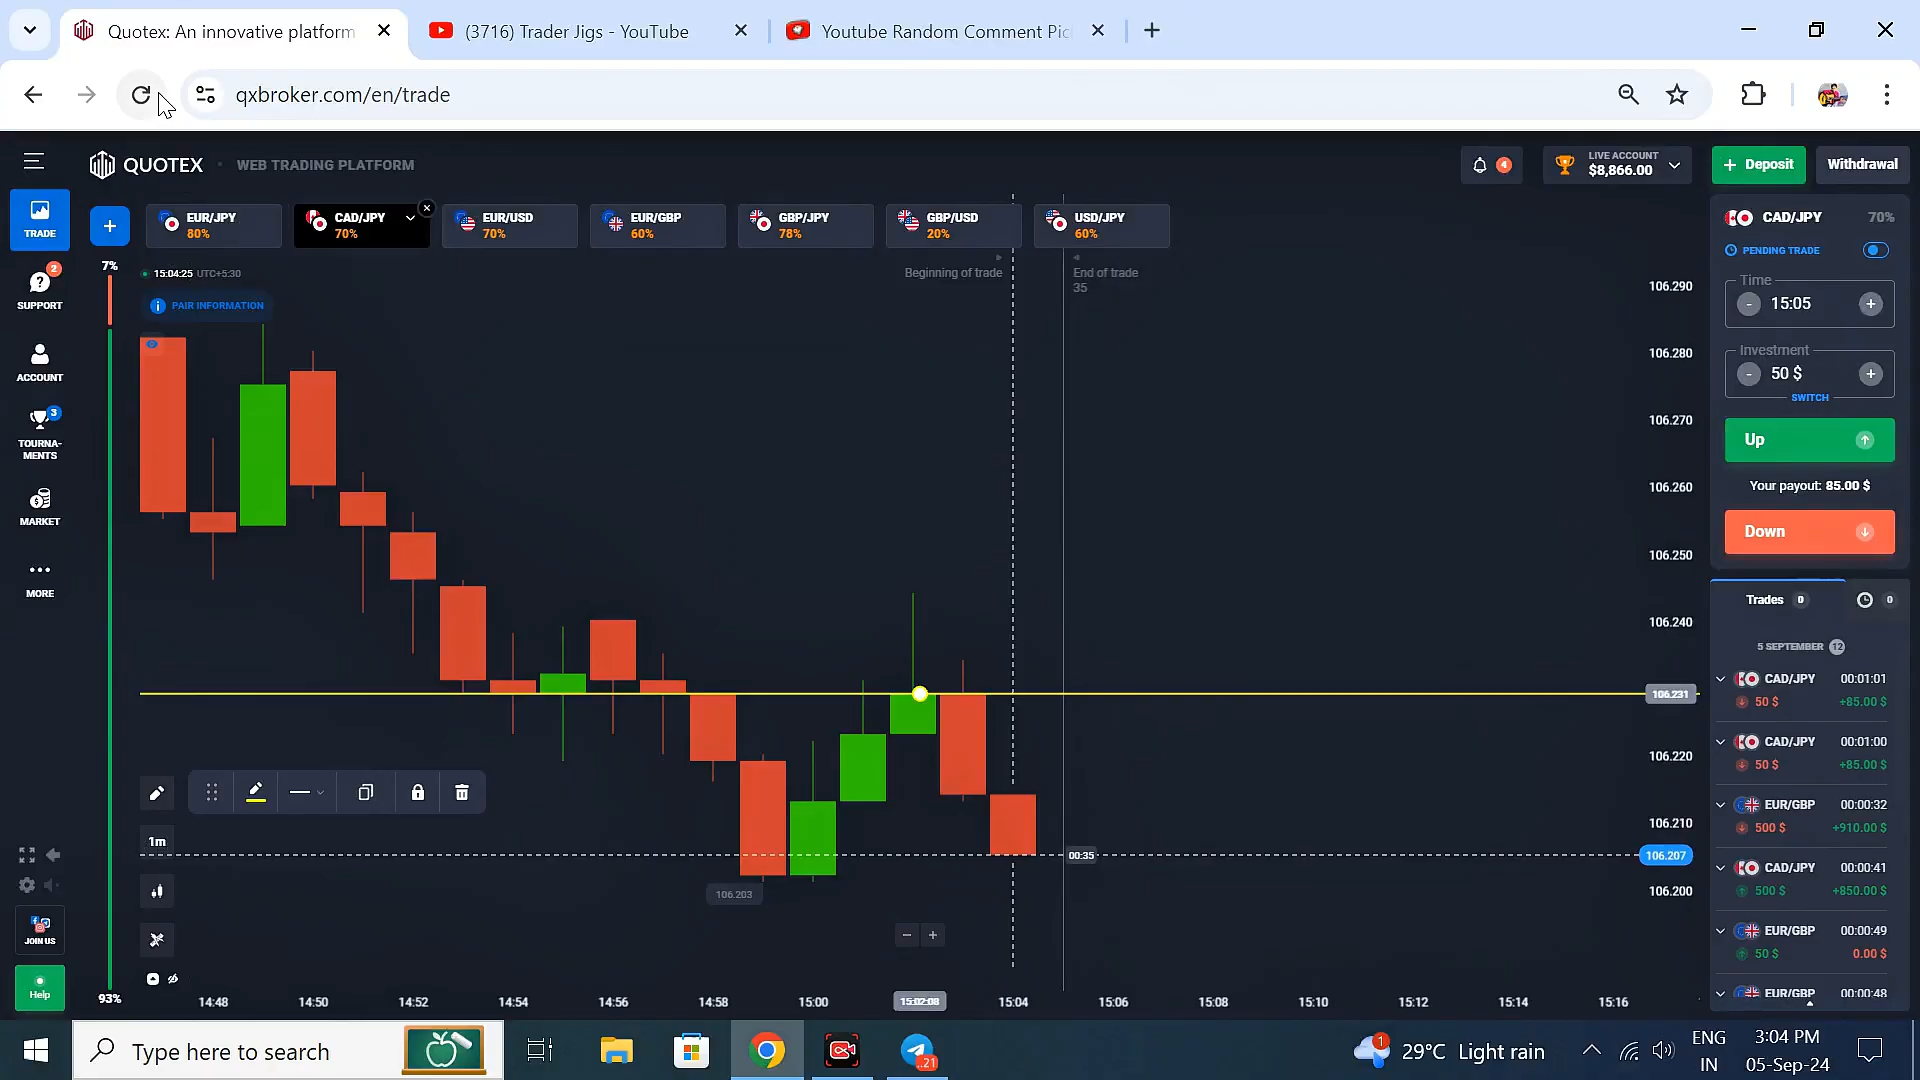 Quotex: An innovative platform
(3716) Trader Jigs - YouTube
Youtube Random Comment Pic
qxbroker.com/en/trade
QUOTEX
WEB TRADING PLATFORM
4
LIVE ACCOUNT
$8,866.00
+ Deposit
Withdrawal
TRADE
EUR/JPY
80%
CAD/JPY
70%
EUR/USD
70%
EUR/GBP
60%
GBP/JPY
78%
GBP/USD
20%
USD/JPY
60%
7%
15:04:25 UTC+5:30
PAIR INFORMATION
Beginning of trade
End of trade
35
2
SUPPORT
ACCOUNT
3
TOURNA-
MENTS
MARKET
MORE
JOIN US
Help
93%
1m
106.290
106.280
106.270
106.260
106.250
106.240
106.231
106.220
106.210
106.207
106.200
00:35
106.203
14:48
14:50
14:52
14:54
14:56
14:58
15:00
15:02:08
15:04
15:06
15:08
15:10
15:12
15:14
15:16
CAD/JPY
70%
PENDING TRADE
Time
- 15:05 +
Investment
- 50 $ +
SWITCH
Up
Your payout: 85.00 $
Down
Trades 0
0
5 SEPTEMBER 12
CAD/JPY 00:01:01
50 $ +85.00 $
CAD/JPY 00:01:00
50 $ +85.00 $
EUR/GBP 00:00:32
500 $ +910.00 $
CAD/JPY 00:00:41
500 $ +850.00 $
EUR/GBP 00:00:49
50 $ 0.00 $
EUR/GBP 00:00:48
Type here to search
21
1
29°C Light rain
ENG
IN
3:04 PM
05-Sep-24